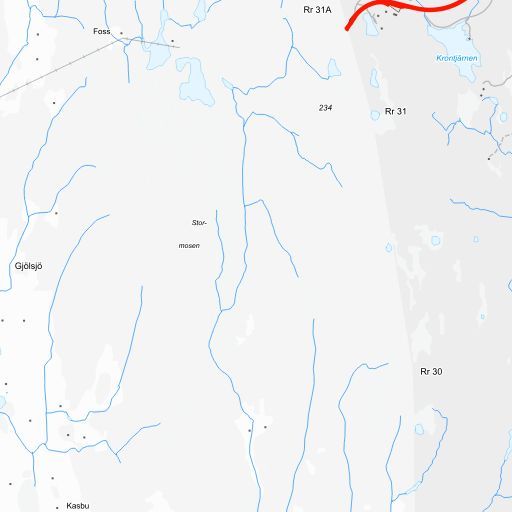 Rr 31A
Foss
Krontjärnen
234
Rr 31
Stor-
mosen
Gjölsjö
Rr 30
Kasbu